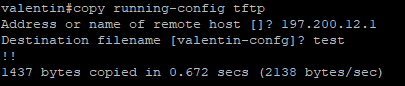 valentin#copy running-config tftp
Address or name of remote host []? 197.200.12.1
Destination filename [valentin-confg]? test
!!
1437 bytes copied in 0.672 secs (2138 bytes/sec)